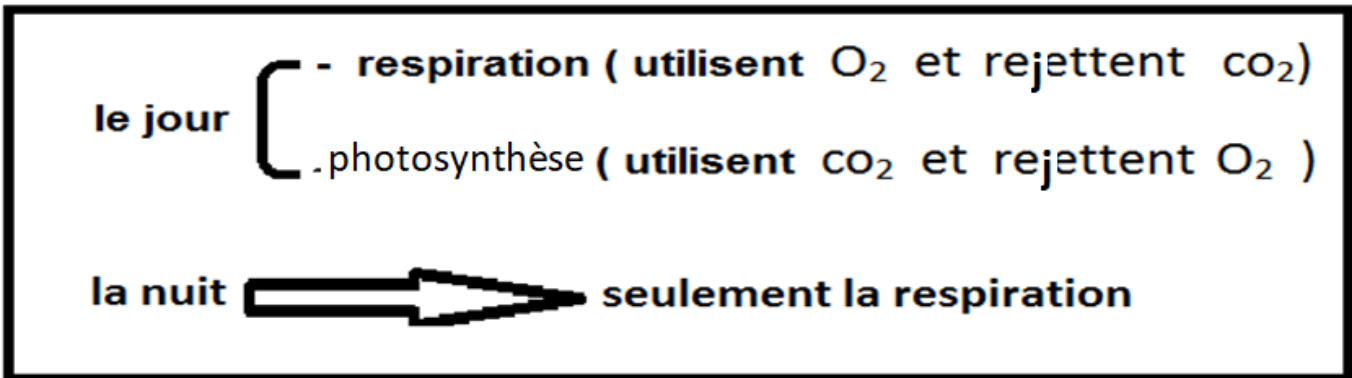 - respiration ( utilisent O₂ et rejettent co₂)
le jour
. photosynthèse ( utilisent co₂ et rejettent O₂ )
la nuit seulement la respiration